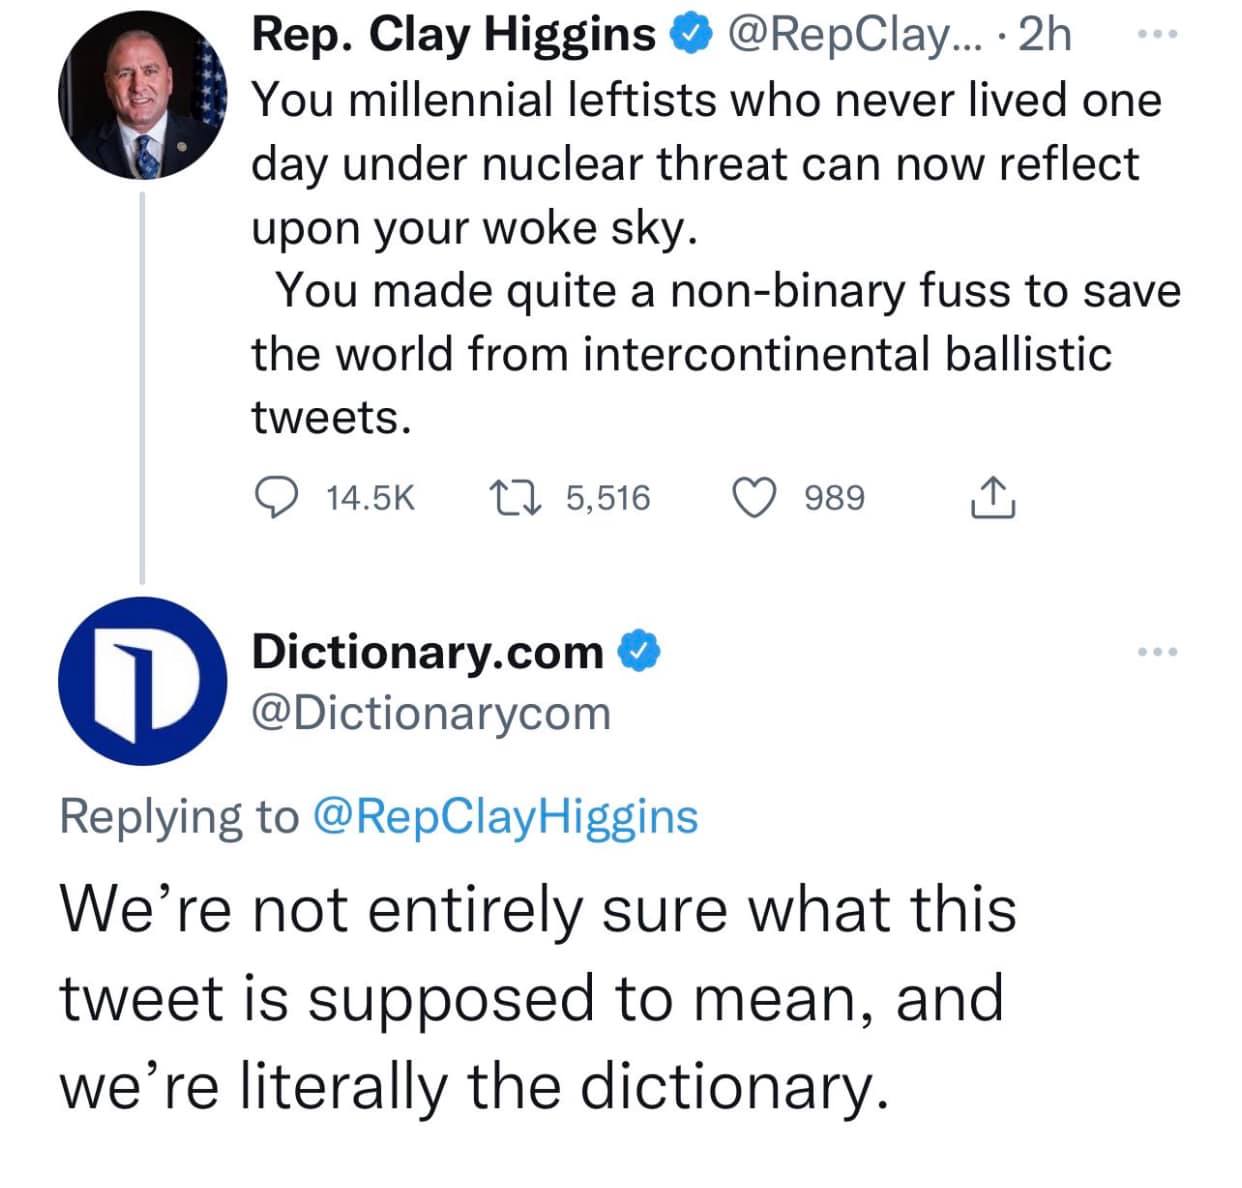 Rep. Clay Higgins @RepClay... · 2h
You millennial leftists who never lived one
day under nuclear threat can now reflect
upon your woke sky.
You made quite a non-binary fuss to save
the world from intercontinental ballistic
tweets.
14.5K 5,516 989
Dictionary.com
@Dictionarycom
Replying to @RepClayHiggins
We’re not entirely sure what this
tweet is supposed to mean, and
we’re literally the dictionary.